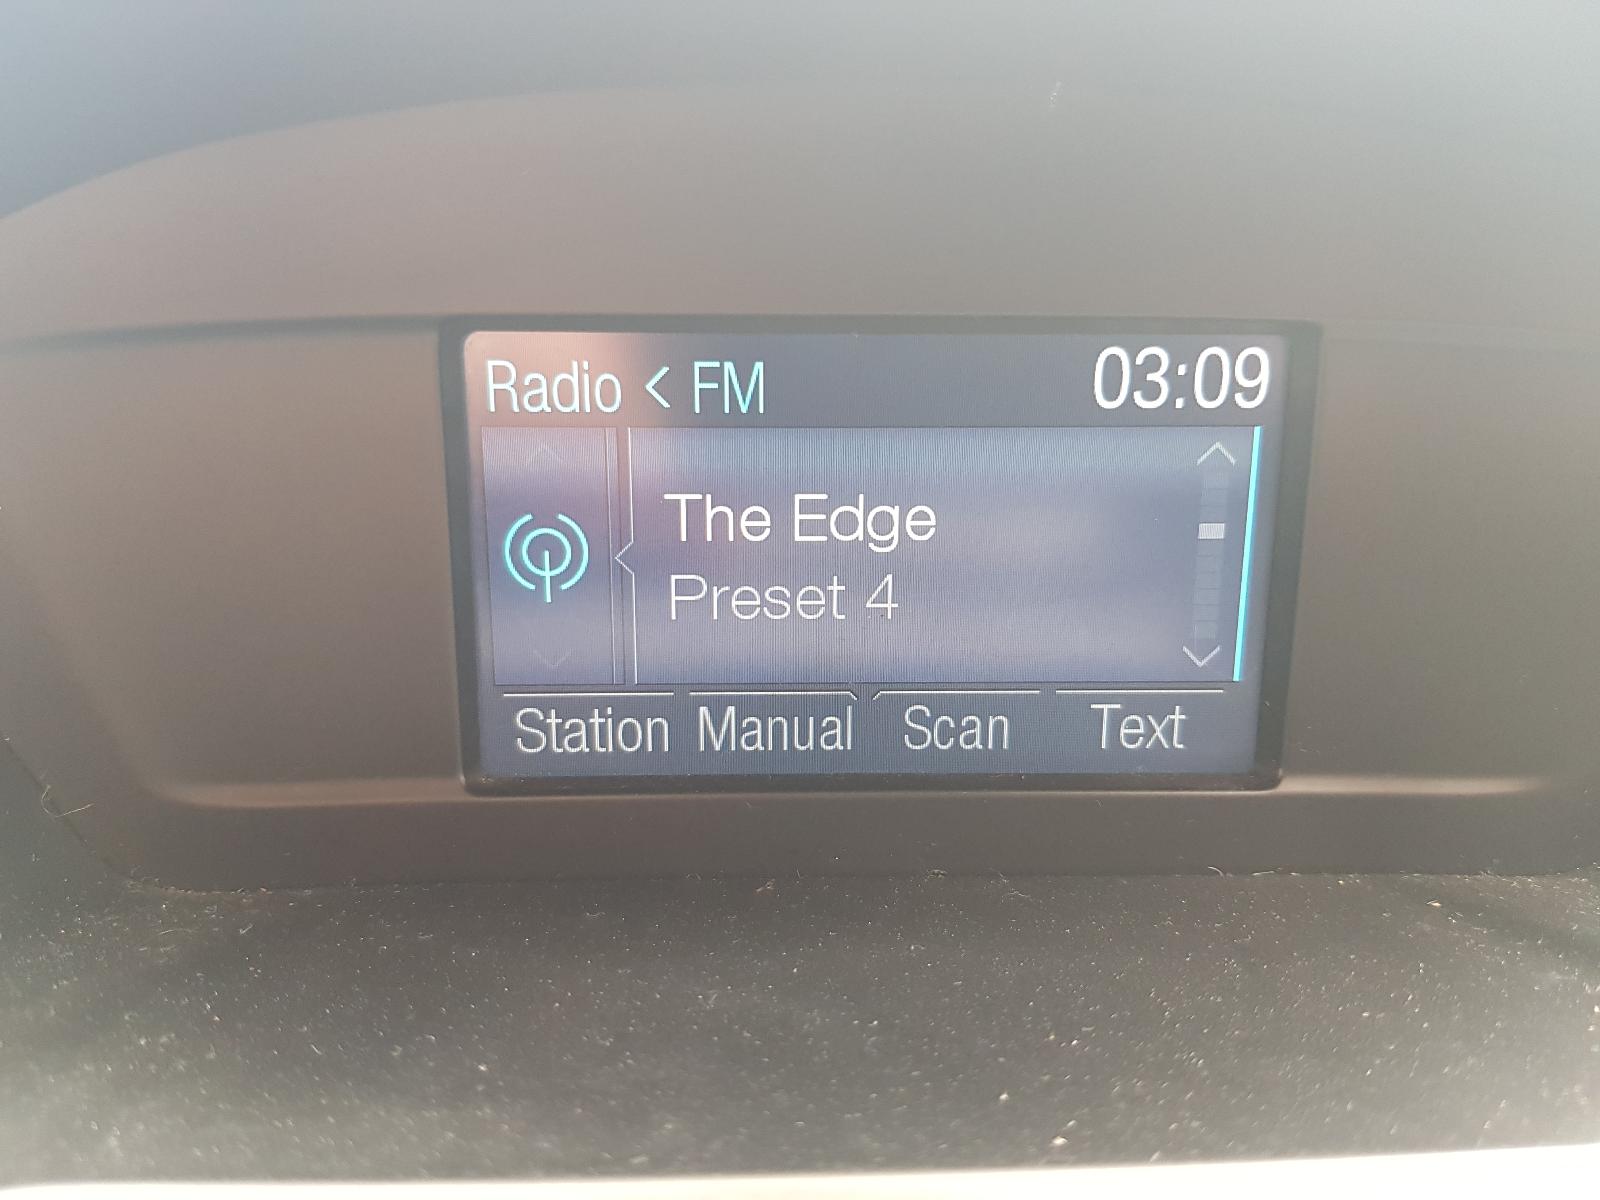 Radio < FM 03:09
The Edge
Preset 4
Station Manual Scan Text